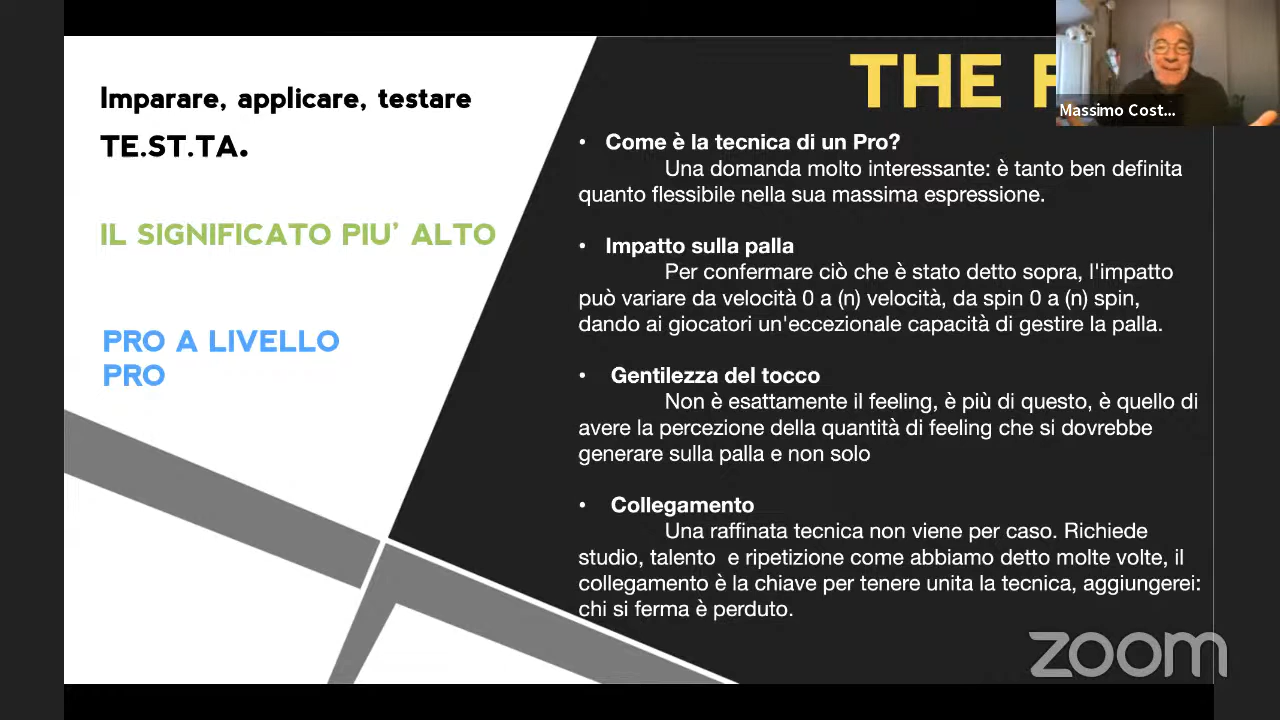 Imparare, applicare, testare
TE.ST.TA.
IL SIGNIFICATO PIU’ ALTO
PRO A LIVELLO
PRO
THE
Massimo Cost...
• Come è la tecnica di un Pro?
Una domanda molto interessante: è tanto ben definita
quanto flessibile nella sua massima espressione.
• Impatto sulla palla
Per confermare ciò che è stato detto sopra, l'impatto
può variare da velocità 0 a (n) velocità, da spin 0 a (n) spin,
dando ai giocatori un'eccezionale capacità di gestire la palla.
• Gentilezza del tocco
Non è esattamente il feeling, è più di questo, è quello di
avere la percezione della quantità di feeling che si dovrebbe
generare sulla palla e non solo
• Collegamento
Una raffinata tecnica non viene per caso. Richiede
studio, talento e ripetizione come abbiamo detto molte volte, il
collegamento è la chiave per tenere unita la tecnica, aggiungerei:
chi si ferma è perduto.
zoom